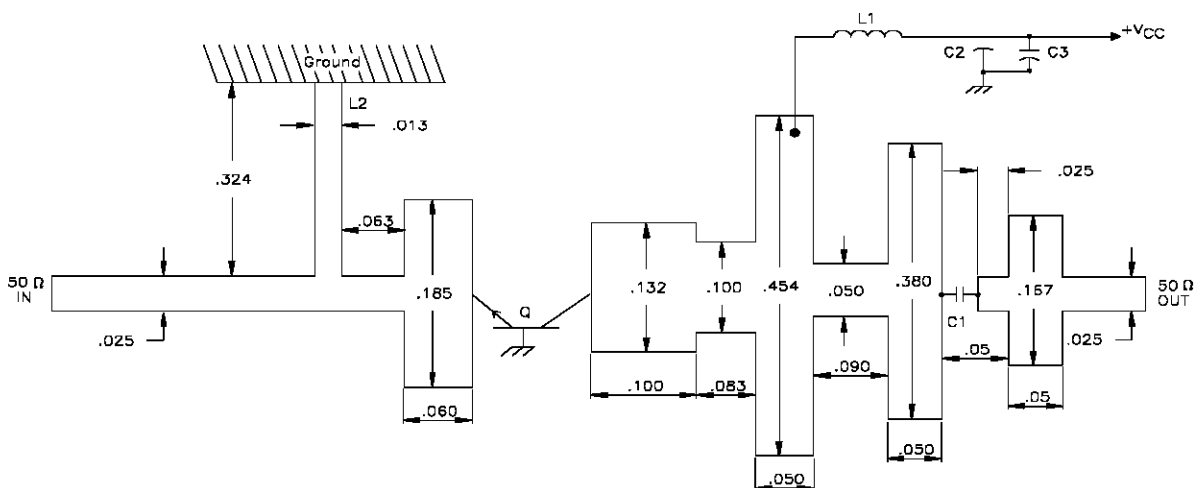 L1
+VCC
C2
C3
Ground
L2
.013
.324
.025
.063
50 Ω
IN
.185
.132
.100
.454
.050
.380
.157
50 Ω
OUT
Q
C1
.025
.025
.05
.090
.100
.083
.060
.05
.050
.050